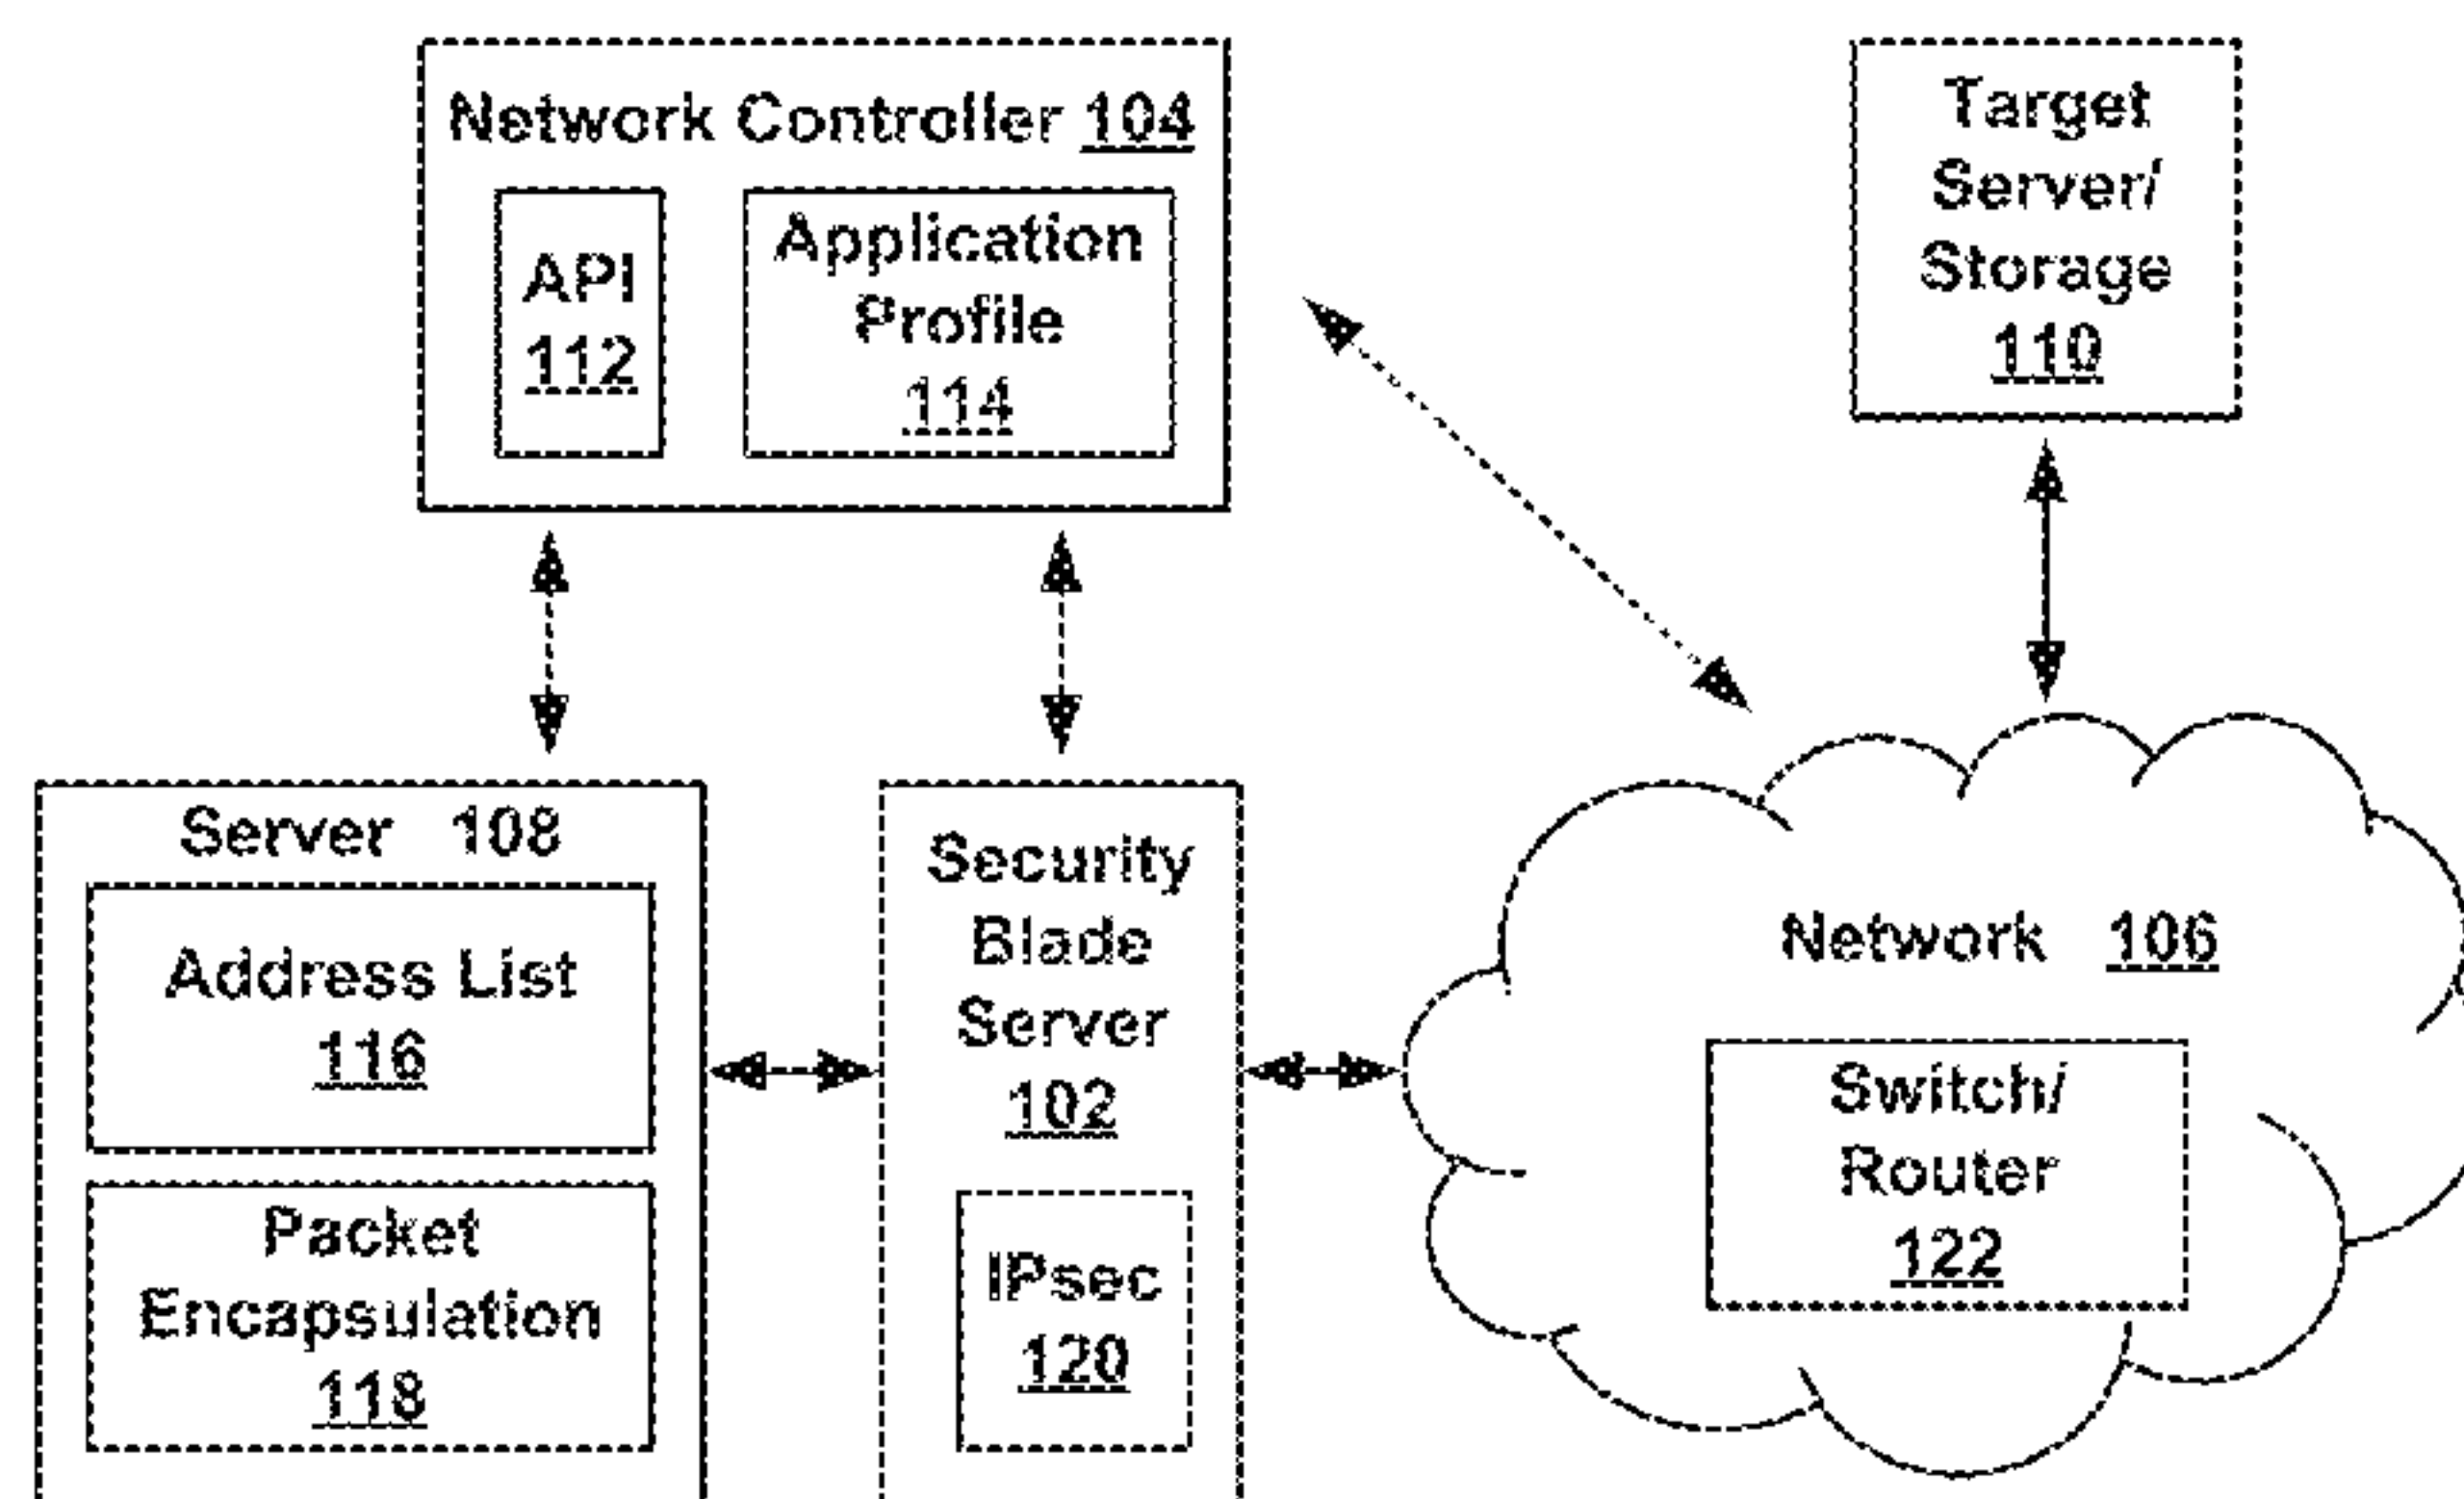 Network Controller 104
API
112
Application
Profile
114
Target
Server/
Storage
110
Server 108
Address List
116
Packet
Encapsulation
118
Security
Blade
Server
102
IPsec
120
Network 106
Switch/
Router
122